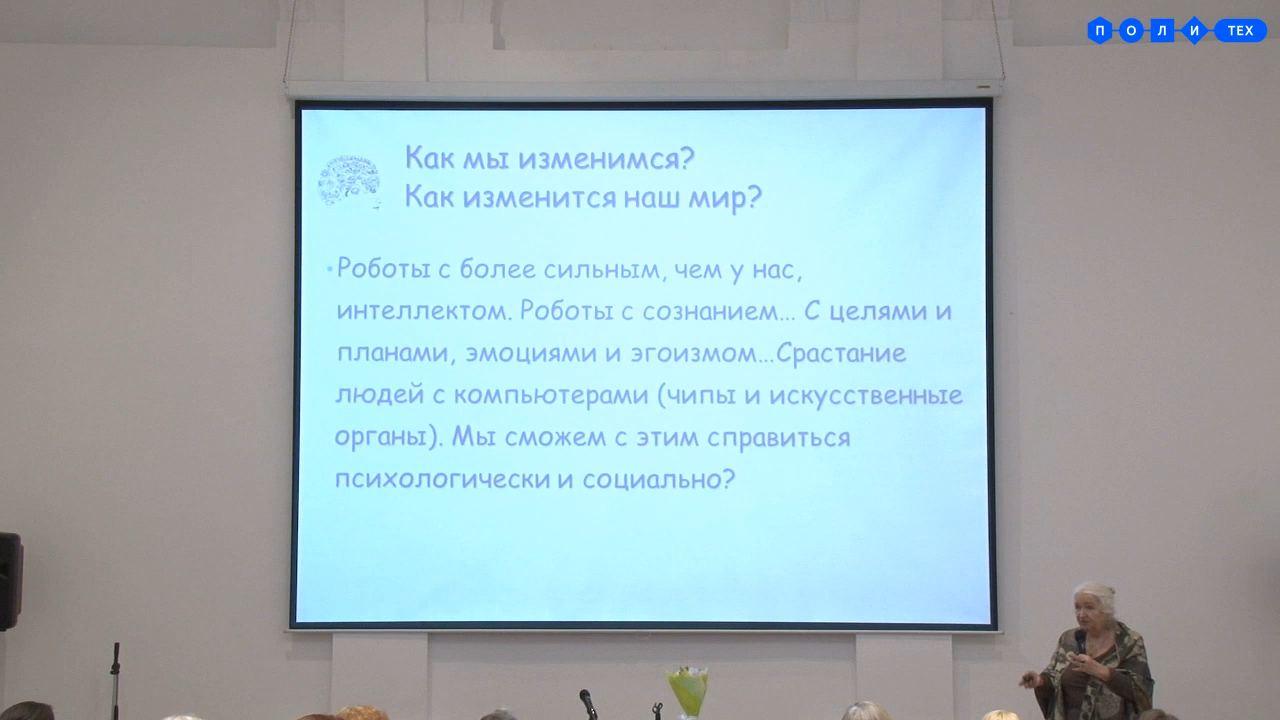 ПОЛИТЕХ
Как мы изменимся?
Как изменится наш мир?
•Роботы с более сильным, чем у нас,
интеллектом. Роботы с сознанием... С целями и
планами, эмоциями и эгоизмом...Срастание
людей с компьютерами (чипы и искусственные
органы). Мы сможем с этим справиться
психологически и социально?